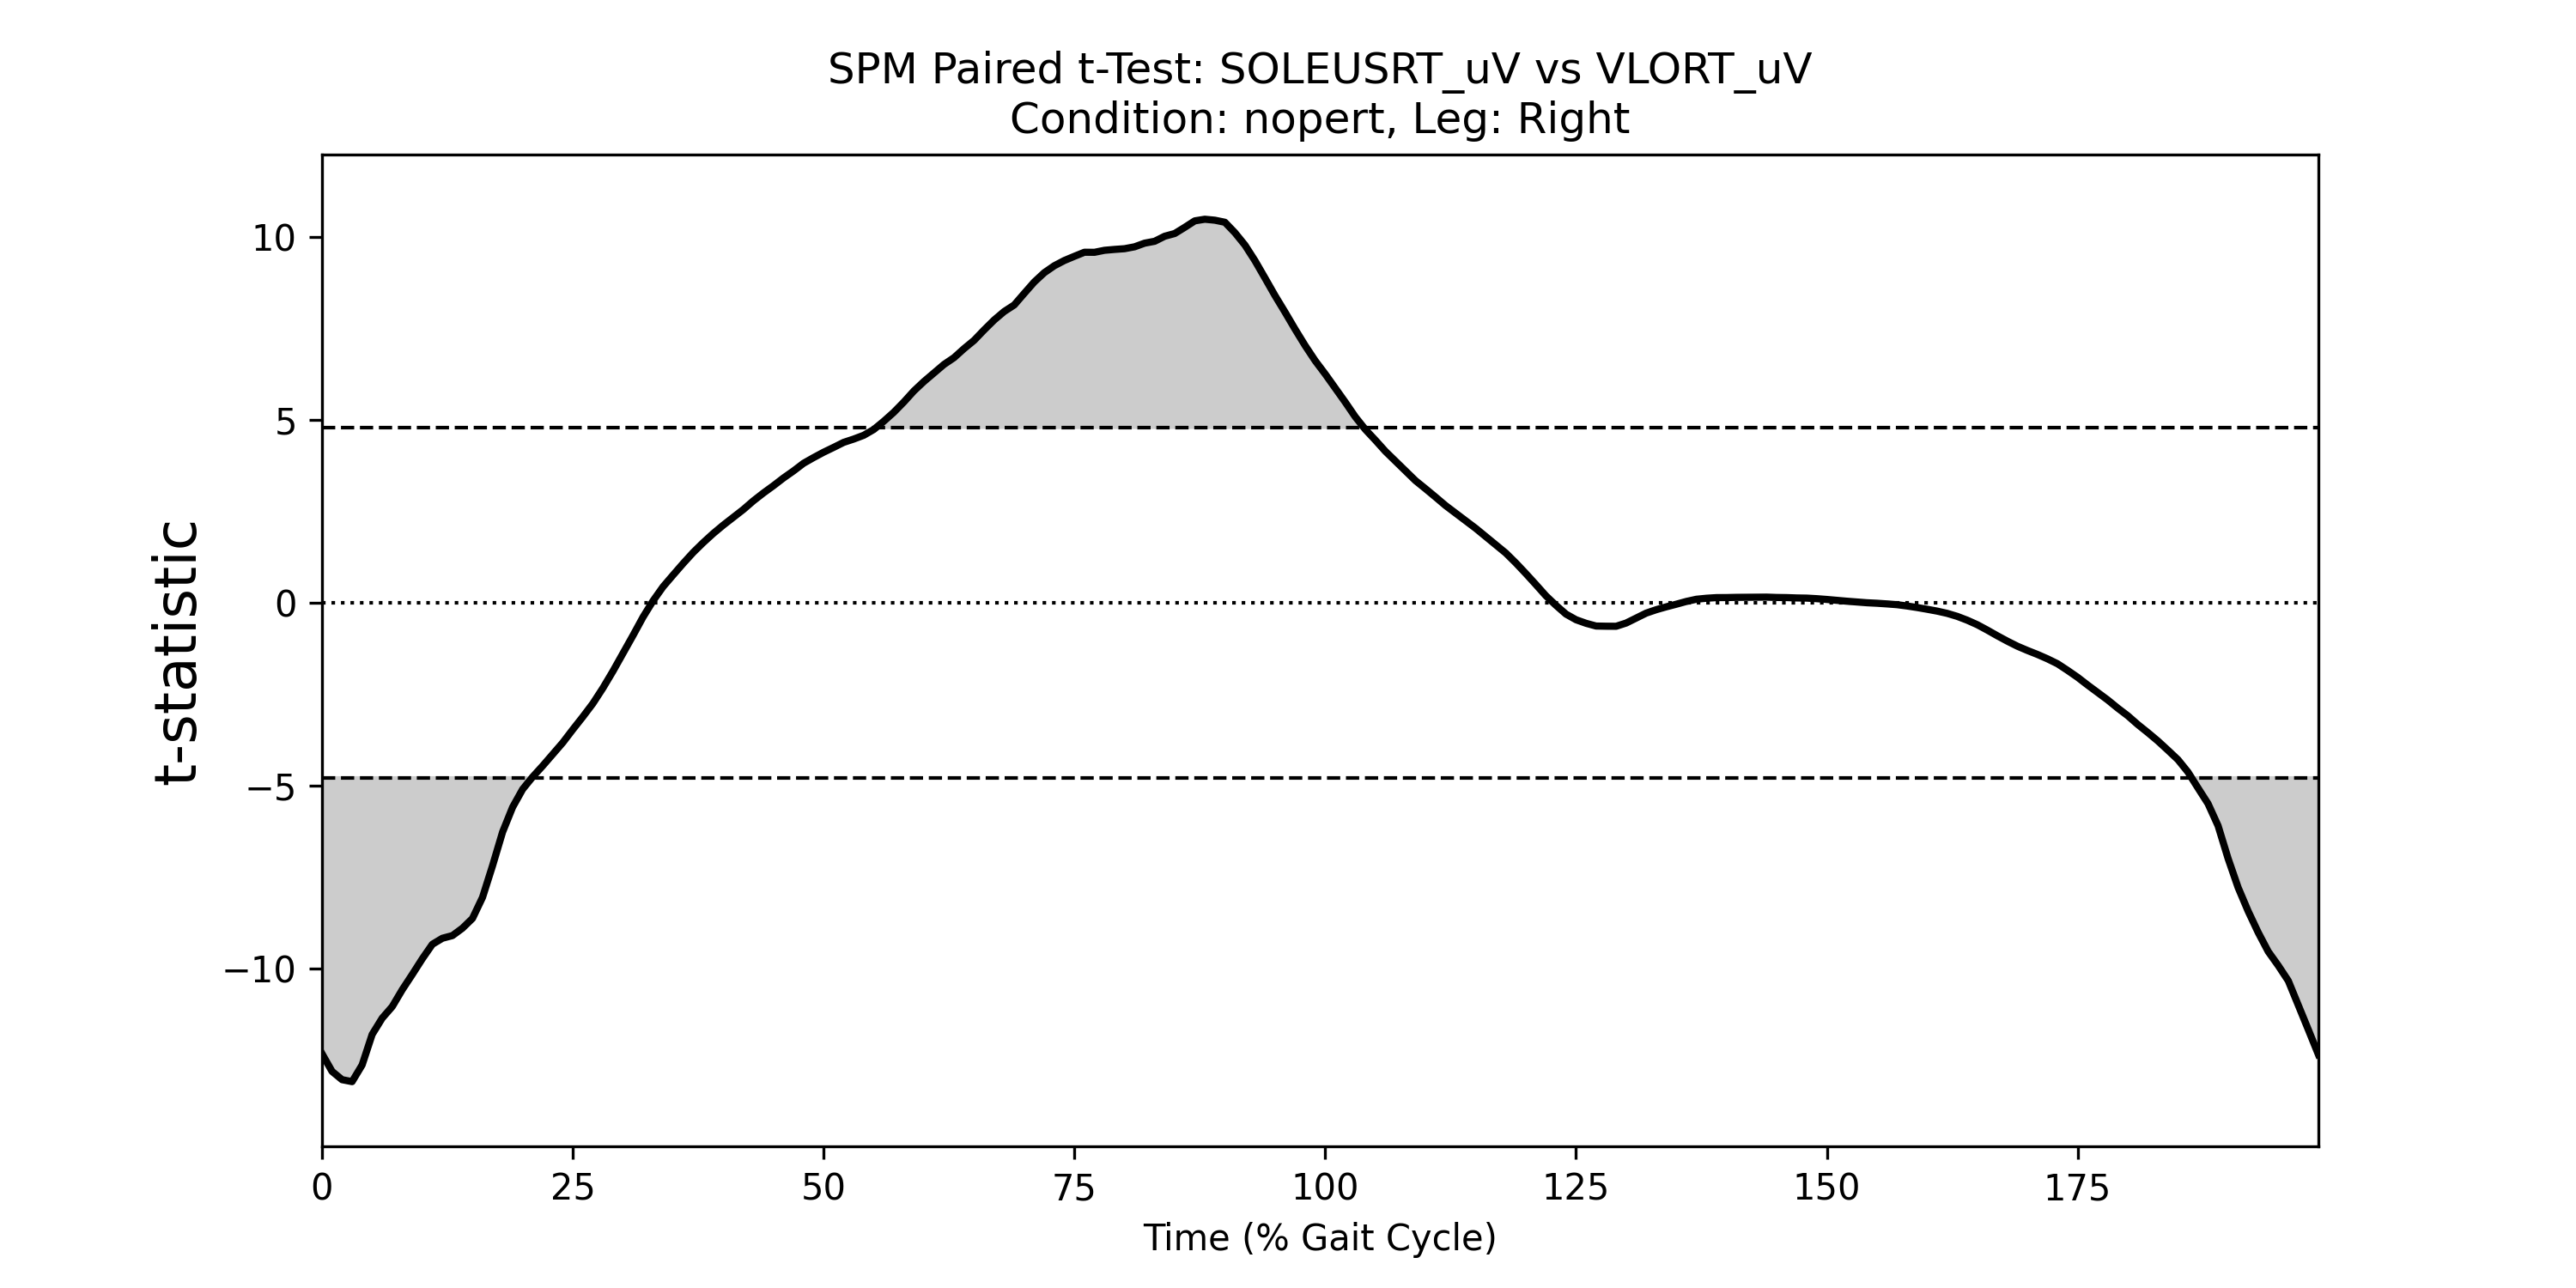 SPM Paired t-Test: SOLEUSRT_uV vs VLORT_uV
Condition: nopert, Leg: Right
t-statistic
10
5
0
−5
−10
0 25 50 75 100 125 150 175
Time (% Gait Cycle)